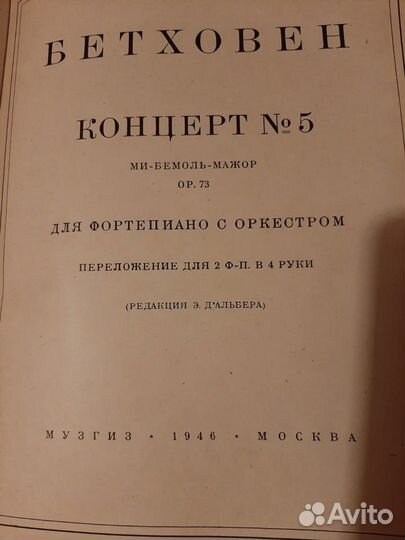 БЕТХОВЕН
КОНЦЕРТ № 5
МИ-БЕМОЛЬ-МАЖОР
OP. 73
ДЛЯ ФОРТЕПИАНО С ОРКЕСТРОМ
ПЕРЕЛОЖЕНИЕ ДЛЯ 2 Ф-П. В 4 РУКИ
(РЕДАКЦИЯ Э. Д'АЛЬБЕРА)
МУЗГИЗ • 1946 • МОСКВА
Avito